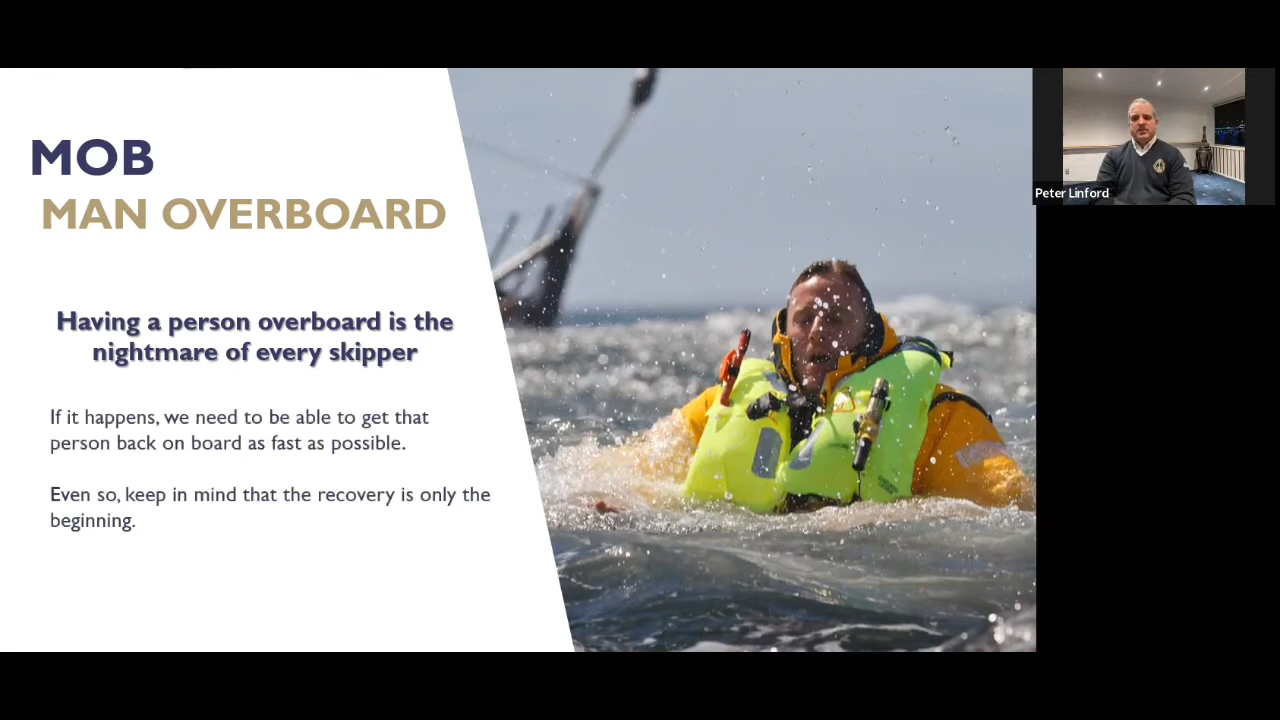 MOB
MAN OVERBOARD
Having a person overboard is the
nightmare of every skipper
If it happens, we need to be able to get that
person back on board as fast as possible.
Even so, keep in mind that the recovery is only the
beginning.
Peter Linford